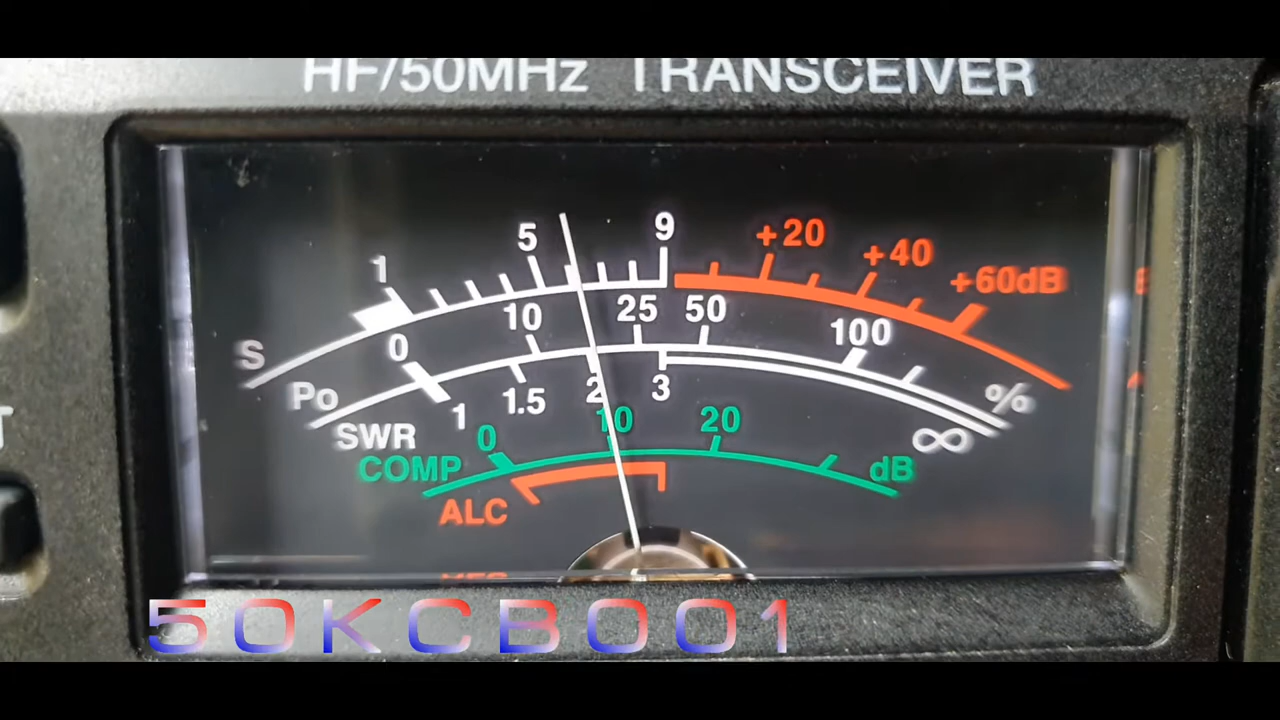 HF/50MHz TRANSCEIVER
S 1 5 9 +20 +40 +60dB
Po 0 10 25 50 100 %
SWR 1 1.5 2 3 ∞
COMP 0 10 20 dB
ALC
50KCB001